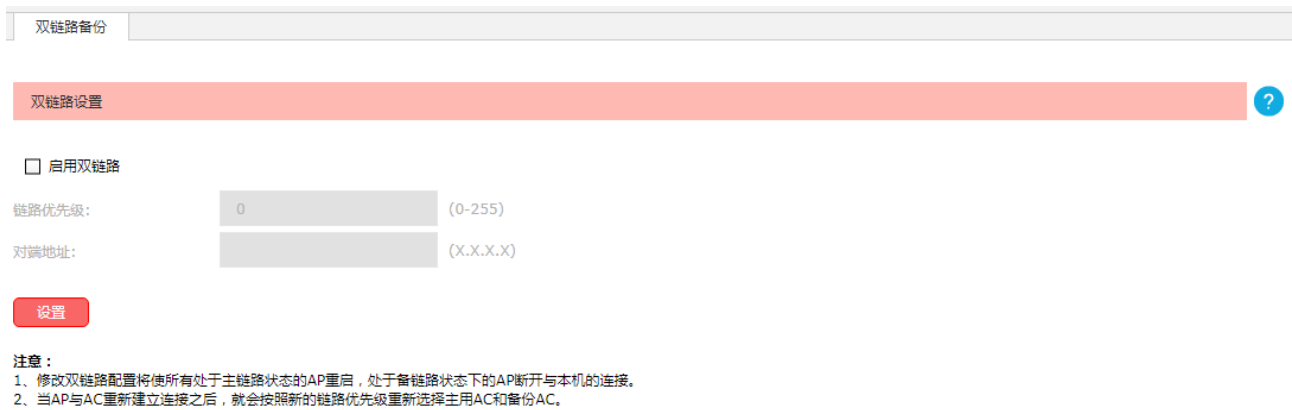 双链路备份
双链路设置
?
启用双链路
链路优先级: 0 (0-255)
对端地址: (X.X.X.X)
设置
注意：
1、修改双链路配置将使所有处于主链路状态的AP重启，处于备链路状态下的AP断开与本机的连接。
2、当AP与AC重新建立连接之后，就会按照新的链路优先级重新选择主用AC和备份AC。